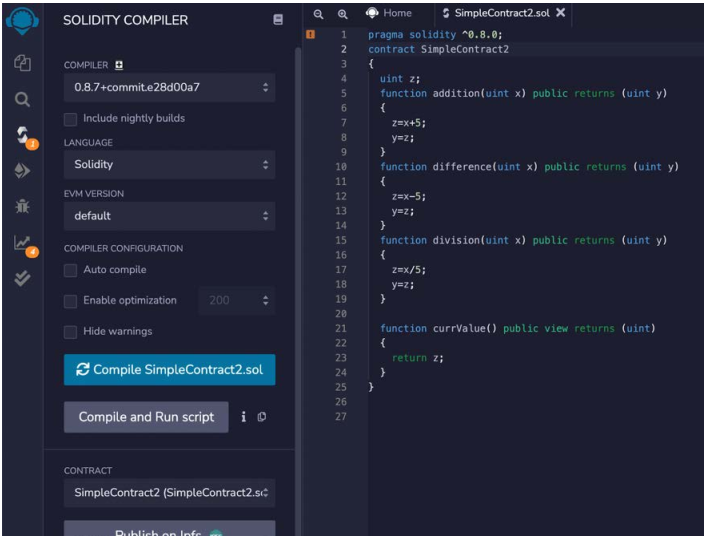 SOLIDITY COMPILER
COMPILER
0.8.7+commit.e28d00a7
Include nightly builds
LANGUAGE
Solidity
EVM VERSION
default
COMPILER CONFIGURATION
Auto compile
Enable optimization 200
Hide warnings
Compile SimpleContract2.sol
Compile and Run script i
CONTRACT
SimpleContract2 (SimpleContract2.so
Publish on Ipfs
1
4
Home SimpleContract2.sol
1 pragma solidity ^0.8.0;
2 contract SimpleContract2
3 {
4 uint z;
5 function addition(uint x) public returns (uint y)
6 {
7 z=x+5;
8 y=z;
9 }
10 function difference(uint x) public returns (uint y)
11 {
12 z=x-5;
13 y=z;
14 }
15 function division(uint x) public returns (uint y)
16 {
17 z=x/5;
18 y=z;
19 }
20
21 function currValue() public view returns (uint)
22 {
23 return z;
24 }
25 }
26
27